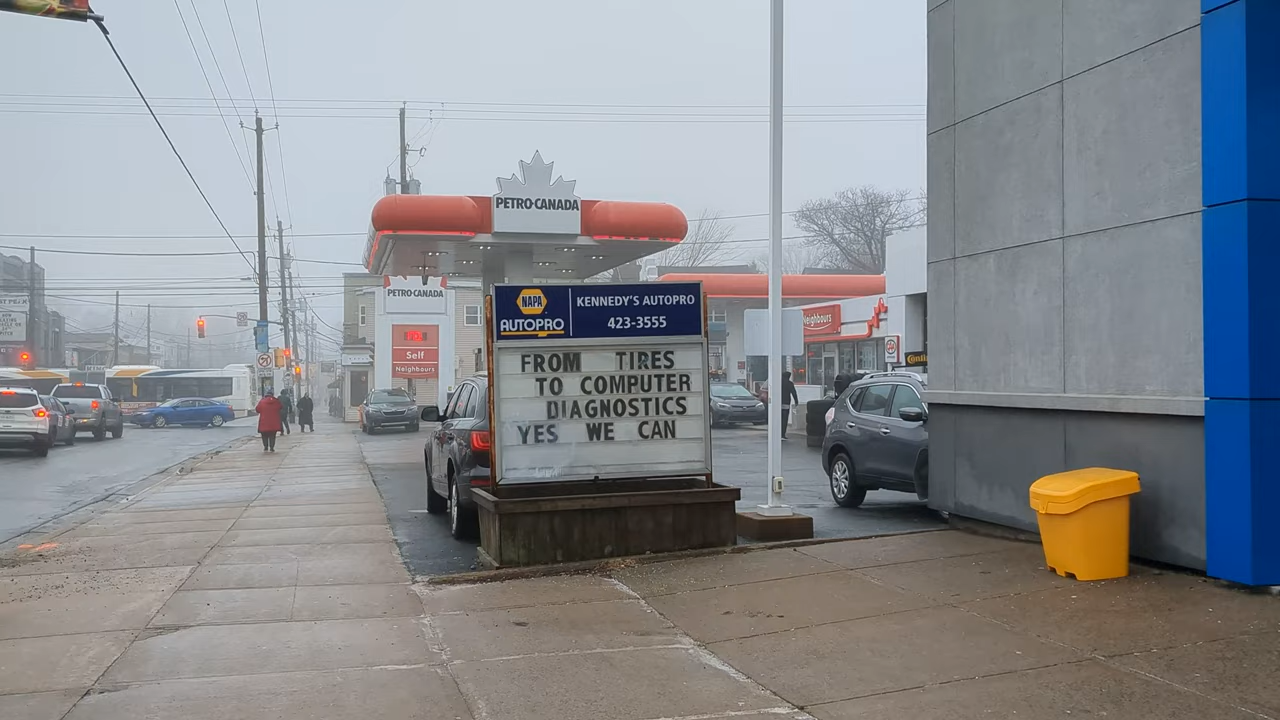 PETRO-CANADA
PETRO-CANADA
Self
Neighbours
NAPA
AUTOPRO
KENNEDY'S AUTOPRO
423-3555
FROM TIRES
TO COMPUTER
DIAGNOSTICS
YES WE CAN
Neighbours